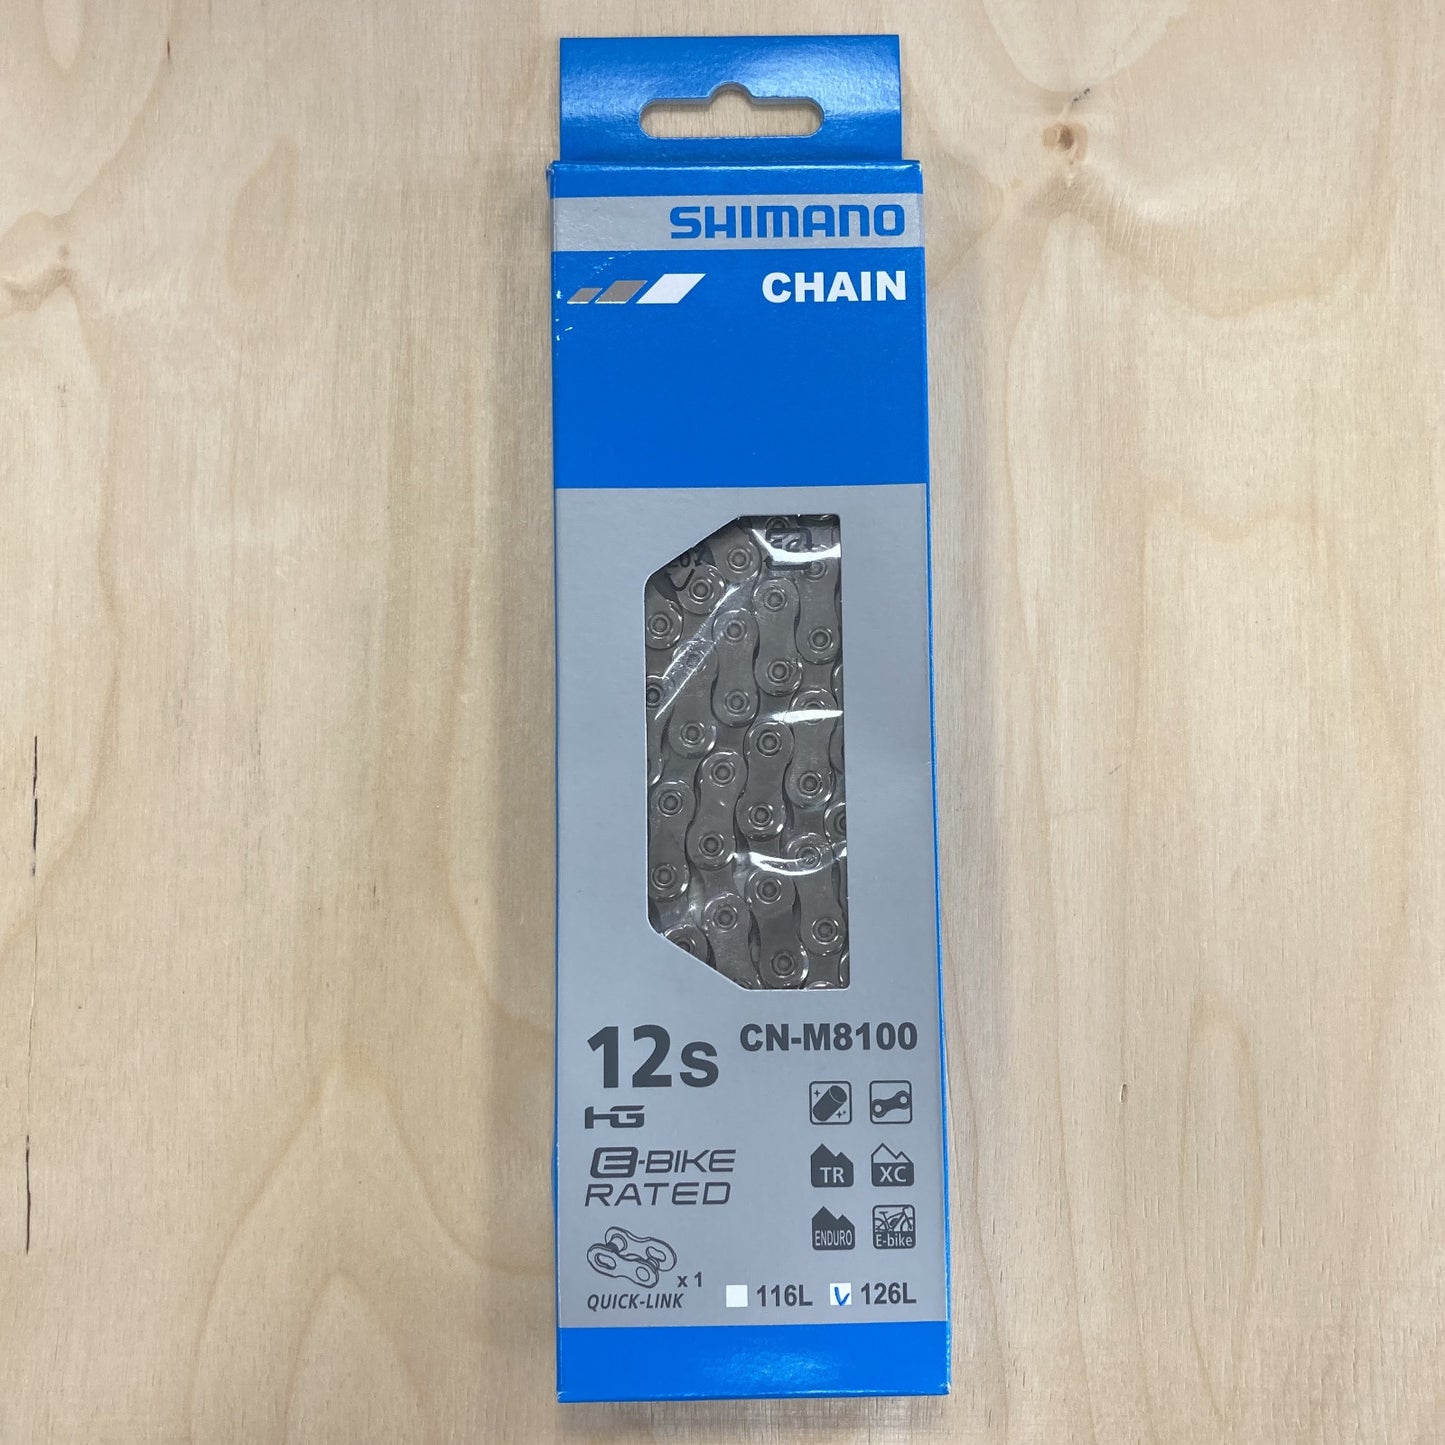 SHIMANO
CHAIN
12s
CN-M8100
HG
E-BIKE
RATED
TR
XC
ENDURO
E-bike
x 1
QUICK-LINK
116L
126L